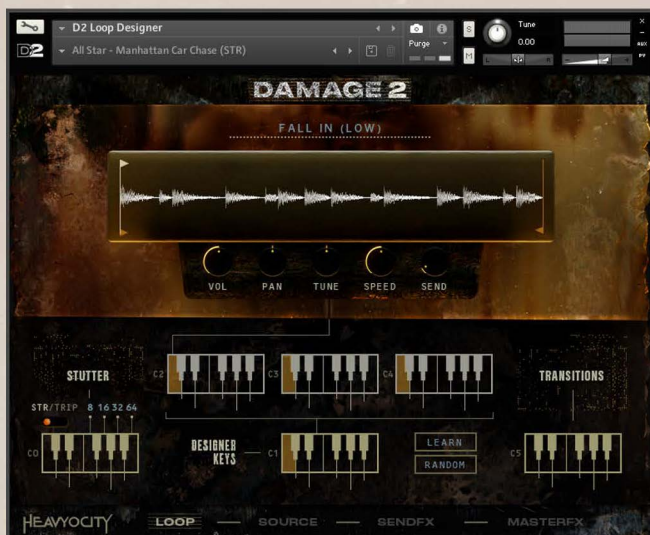 D2 Loop Designer
Tune
0.00
Purge
S
M
L
R
D2
All Star - Manhattan Car Chase (STR)
AUX
PV
DAMAGE 2
FALL IN (LOW)
VOL PAN TUNE SPEED SEND
STUTTER
C2 C3 C4
TRANSITIONS
STR/TRIP 8 16 32 64
C0
DESIGNER
KEYS
C1
LEARN
RANDOM
C5
HEAVYOCITY LOOP SOURCE SENDFX MASTERFX